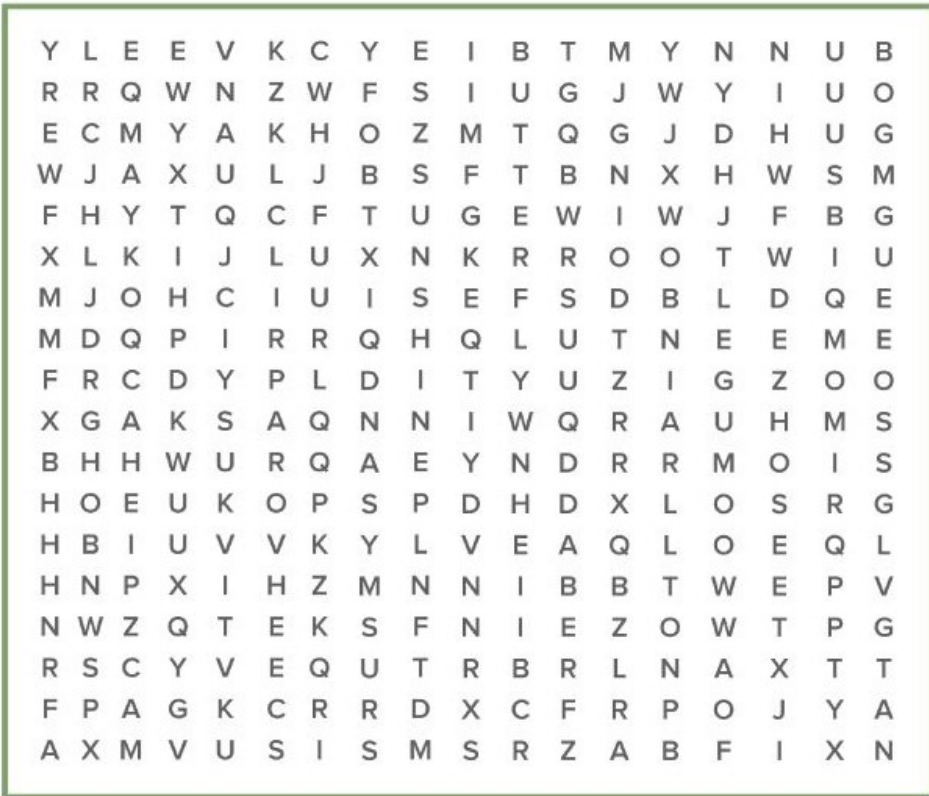 Y L E E V K C Y E I B T M Y N N U B
R R Q W N Z W F S I U G J W Y I U O
E C M Y A K H O Z M T Q G J D H U G
W J A X U L J B S F T B N X H W S M
F H Y T Q C F T U G E W I W J F B G
X L K I J L U X N K R R O O T W I U
M J O H C I U I S E F S D B L D Q E
M D Q P I R R Q H Q L U T N E E M E
F R C D Y P L D I T Y U Z I G Z O O
X G A K S A Q N N I W Q R A U H M S
B H H W U R Q A E Y N D R R M O I S
H O E U K O P S P D H D X L O S R G
H B I U V V K Y L V E A Q L O E Q L
H N P X I H Z M N N I B B T W E P V
N W Z Q T E K S F N I E Z O W T P G
R S C Y V E Q U T R B R L N A X T T
F P A G K C R R D X C F R P O J Y A
A X M V U S I S M S R Z A B F I X N